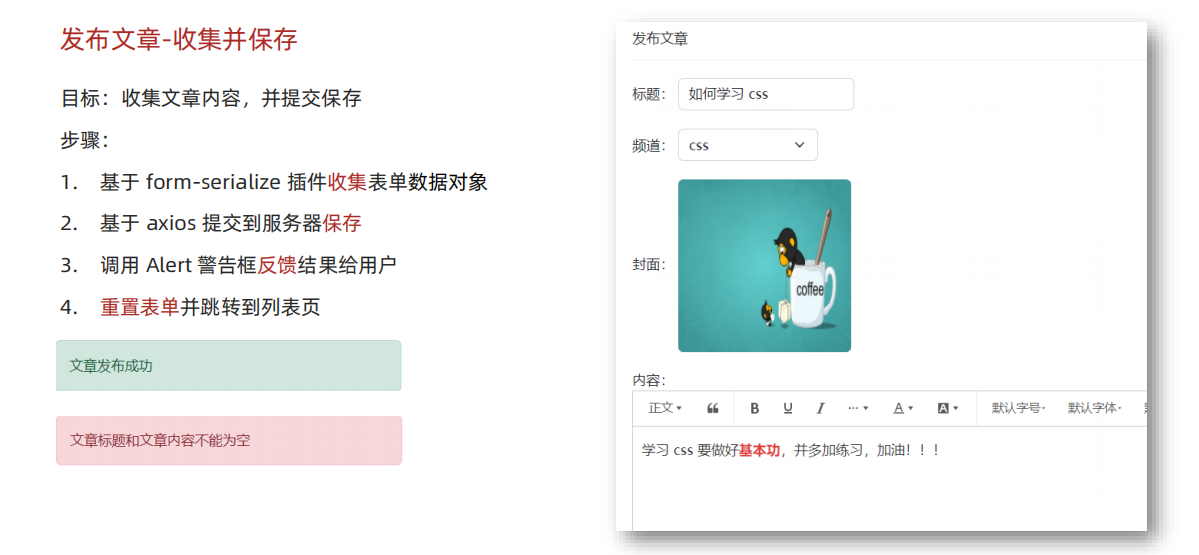 发布文章-收集并保存
目标：收集文章内容，并提交保存
步骤：
1. 基于 form-serialize 插件收集表单数据对象
2. 基于 axios 提交到服务器保存
3. 调用 Alert 警告框反馈结果给用户
4. 重置表单并跳转到列表页
文章发布成功
文章标题和文章内容不能为空
发布文章
标题： 如何学习 css
频道： css
封面：
coffee
内容：
正文 B U I ... A A 默认字号 默认字体
学习 css 要做好基本功，并多加练习，加油！！！